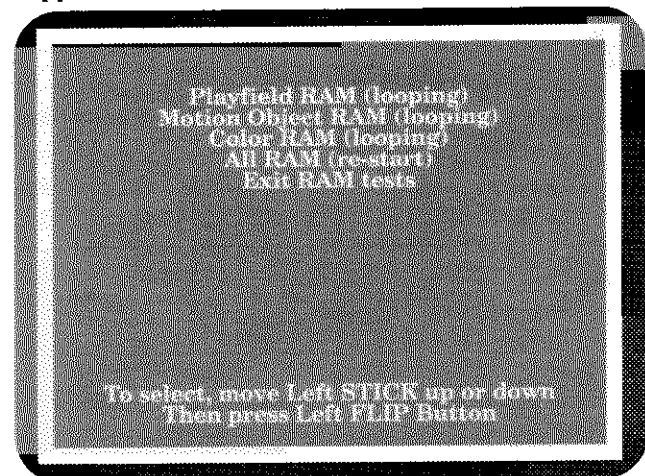 Playfield RAM (looping)
Motion Object RAM (looping)
Color RAM (looping)
All RAM (re-start)
Exit RAM tests
To select, move Left STICK up or down
Then press Left FLIP Button